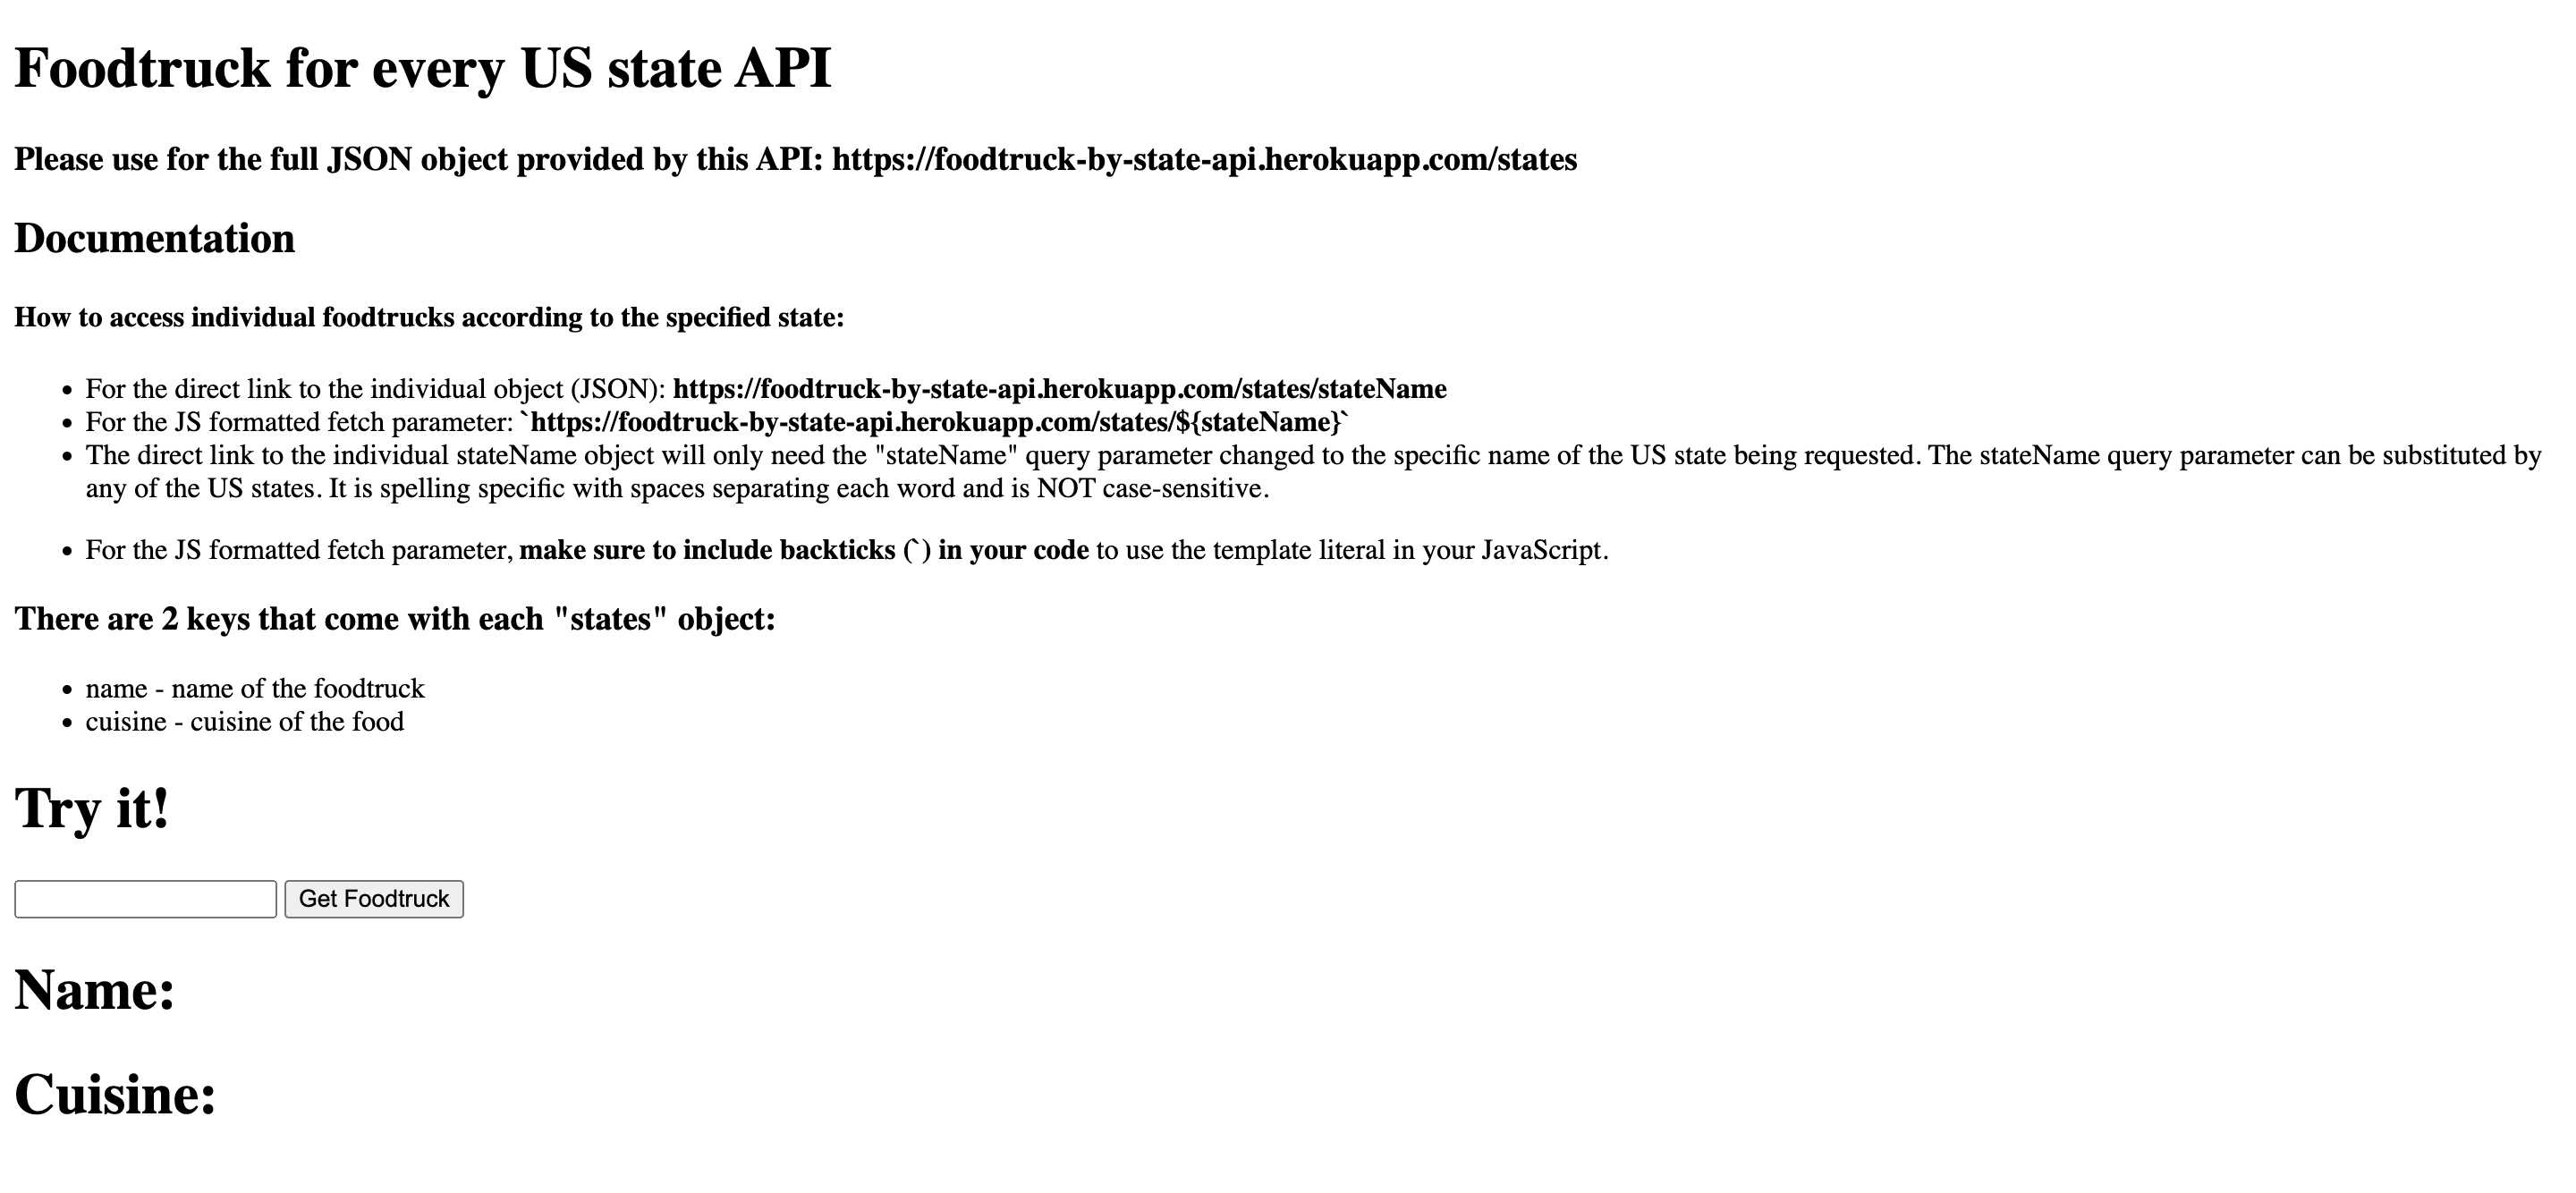 Foodtruck for every US state API
Please use for the full JSON object provided by this API: https://foodtruck-by-state-api.herokuapp.com/states
Documentation
How to access individual foodtrucks according to the specified state:
• For the direct link to the individual object (JSON): https://foodtruck-by-state-api.herokuapp.com/states/stateName
• For the JS formatted fetch parameter: `https://foodtruck-by-state-api.herokuapp.com/states/${stateName}`
• The direct link to the individual stateName object will only need the "stateName" query parameter changed to the specific name of the US state being requested. The stateName query parameter can be substituted by
any of the US states. It is spelling specific with spaces separating each word and is NOT case-sensitive.
• For the JS formatted fetch parameter, make sure to include backticks (`) in your code to use the template literal in your JavaScript.
There are 2 keys that come with each "states" object:
• name - name of the foodtruck
• cuisine - cuisine of the food
Try it!
Get Foodtruck
Name:
Cuisine: